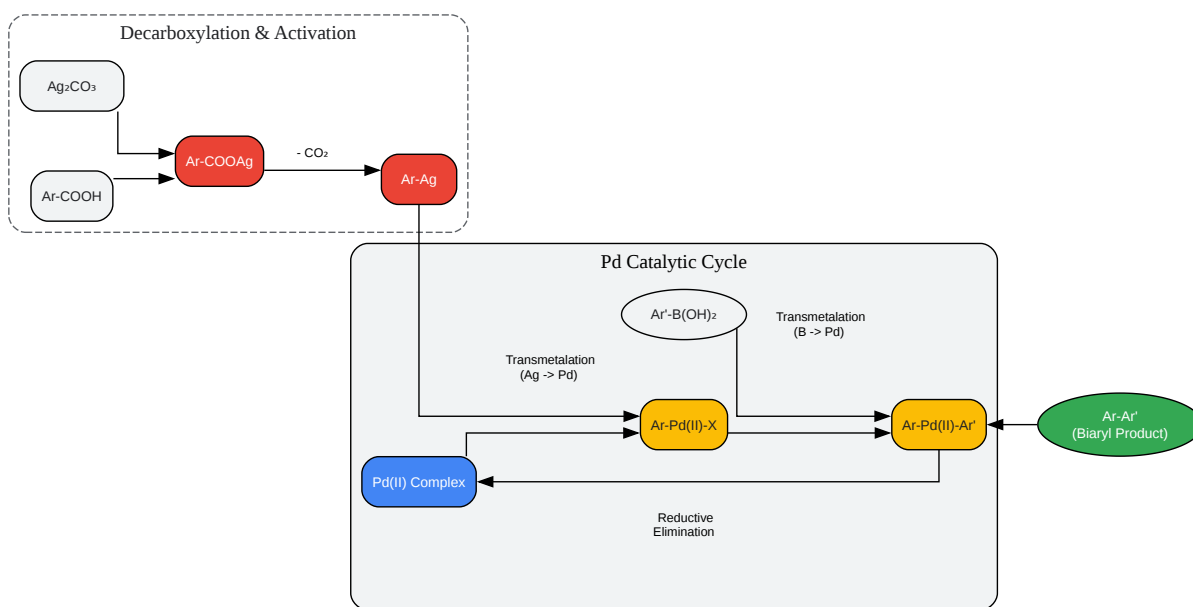 Decarboxylation & Activation
Ag₂CO₃
Ar-COOH
Ar-COOAg
- CO₂
Ar-Ag
Pd Catalytic Cycle
Ar'-B(OH)₂
Transmetalation
(B -> Pd)
Transmetalation
(Ag -> Pd)
Ar-Pd(II)-X
Ar-Pd(II)-Ar'
Ar-Ar'
(Biaryl Product)
Pd(II) Complex
Reductive
Elimination